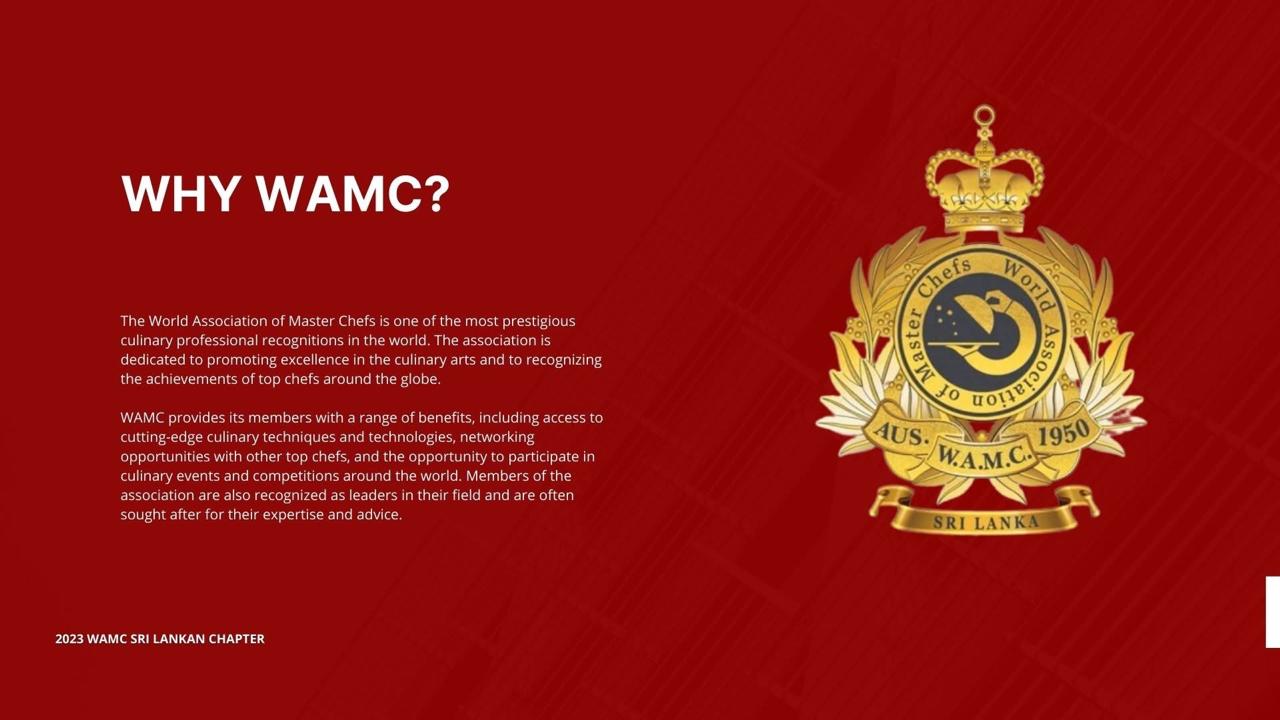 WHY WAMC?
The World Association of Master Chefs is one of the most prestigious
culinary professional recognitions in the world. The association is
dedicated to promoting excellence in the culinary arts and to recognizing
the achievements of top chefs around the globe.
WAMC provides its members with a range of benefits, including access to
cutting-edge culinary techniques and technologies, networking
opportunities with other top chefs, and the opportunity to participate in
culinary events and competitions around the world. Members of the
association are also recognized as leaders in their field and are often
sought after for their expertise and advice.
World Association of Master Chefs
AUS. W.A.M.C. 1950
SRI LANKA
2023 WAMC SRI LANKAN CHAPTER